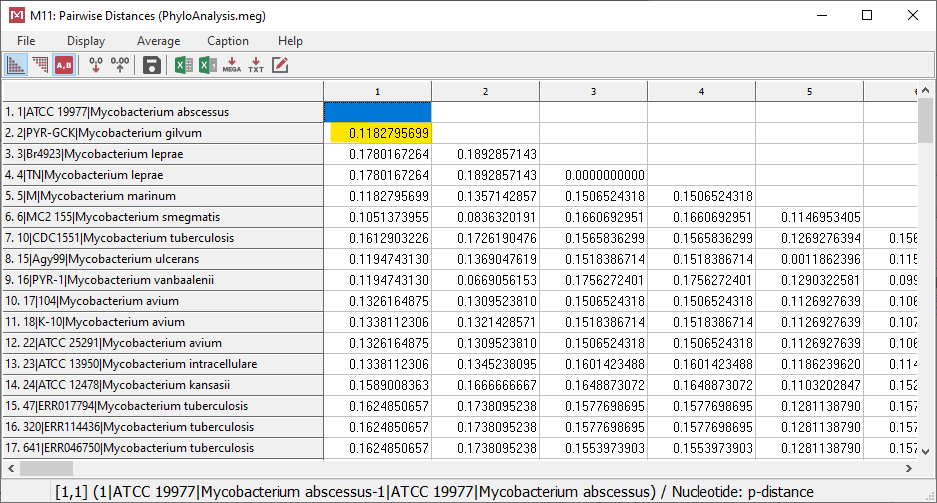 M11: Pairwise Distances (PhyloAnalysis.meg)
File Display Average Caption Help
A,B 0.0 0.00 MEGA TXT
1 2 3 4 5 6
1. 1|ATCC 19977|Mycobacterium abscessus
2. 2|PYR-GCK|Mycobacterium gilvum 0.1182795699
3. 3|Br4923|Mycobacterium leprae 0.1780167264 0.1892857143
4. 4|TN|Mycobacterium leprae 0.1780167264 0.1892857143 0.0000000000
5. 5|M|Mycobacterium marinum 0.1182795699 0.1357142857 0.1506524318 0.1506524318
6. 6|MC2 155|Mycobacterium smegmatis 0.1051373955 0.0836320191 0.1660692951 0.1660692951 0.1146953405
7. 10|CDC1551|Mycobacterium tuberculosis 0.1612903226 0.1726190476 0.1565836299 0.1565836299 0.1269276394 0.156
8. 15|Agy99|Mycobacterium ulcerans 0.1194743130 0.1369047619 0.1518386714 0.1518386714 0.0011862396 0.115
9. 16|PYR-1|Mycobacterium vanbaalenii 0.1194743130 0.0669056153 0.1756272401 0.1756272401 0.1290322581 0.099
10. 17|104|Mycobacterium avium 0.1326164875 0.1309523810 0.1506524318 0.1506524318 0.1126927639 0.106
11. 18|K-10|Mycobacterium avium 0.1338112306 0.1321428571 0.1518386714 0.1518386714 0.1126927639 0.107
12. 22|ATCC 25291|Mycobacterium avium 0.1326164875 0.1309523810 0.1506524318 0.1506524318 0.1126927639 0.106
13. 23|ATCC 13950|Mycobacterium intracellulare 0.1338112306 0.1345238095 0.1601423488 0.1601423488 0.1186239620 0.114
14. 24|ATCC 12478|Mycobacterium kansasii 0.1589008363 0.1666666667 0.1648873072 0.1648873072 0.1103202847 0.152
15. 47|ERR017794|Mycobacterium tuberculosis 0.1624850657 0.1738095238 0.1577698695 0.1577698695 0.1281138790 0.157
16. 320|ERR114436|Mycobacterium tuberculosis 0.1624850657 0.1738095238 0.1577698695 0.1577698695 0.1281138790 0.157
17. 641|ERR046750|Mycobacterium tuberculosis 0.1624850657 0.1738095238 0.1553973903 0.1553973903 0.1281138790 0.157
[1,1] (1|ATCC 19977|Mycobacterium abscessus-1|ATCC 19977|Mycobacterium abscessus) / Nucleotide: p-distance